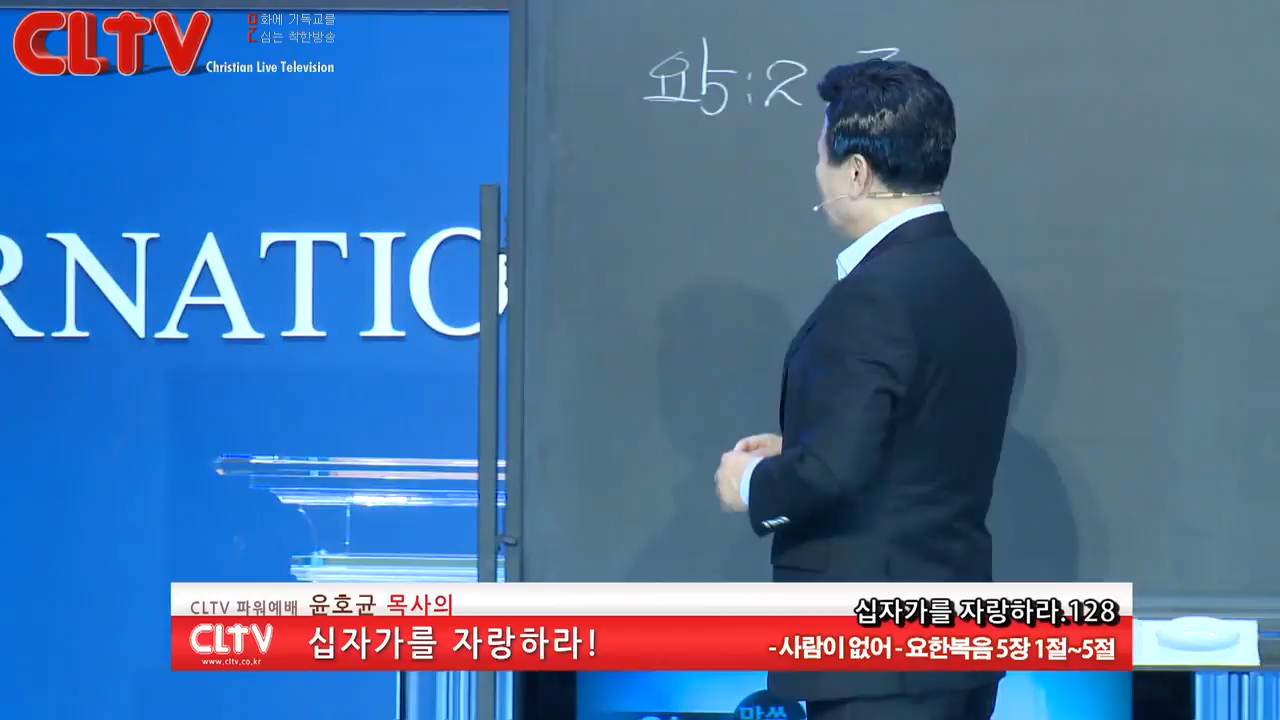 CLTV
문화에 기독교를
심는 착한방송
Christian Live Television
요5:2
RNATIO
CLTV 파워예배 윤호균 목사의
십자가를 자랑하라.128
CLTV
www.cltv.co.kr
십자가를 자랑하라!
- 사람이 없어 - 요한복음 5장 1절~5절